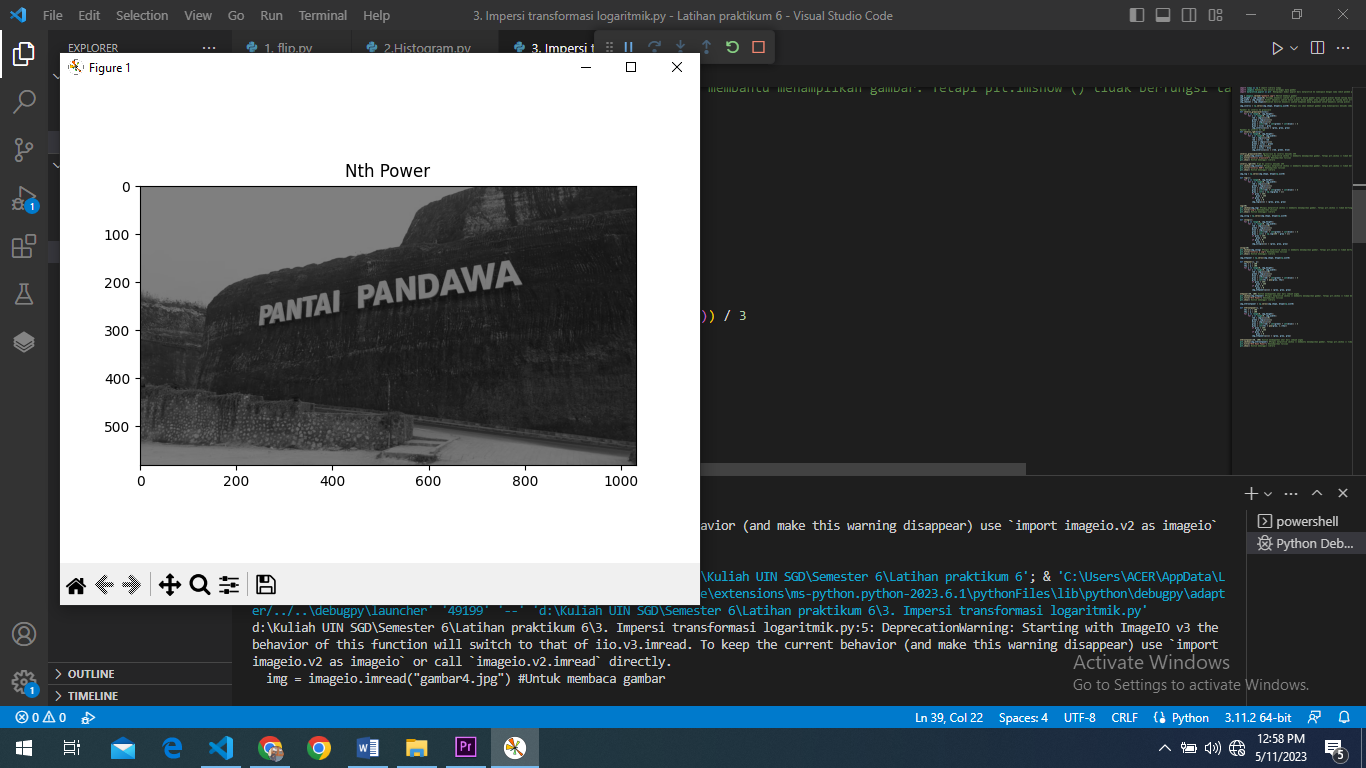 File Edit Selection View Go Run Terminal Help
3. Impersi transformasi logaritmik.py - Latihan praktikum 6 - Visual Studio Code
EXPLORER
1. flip.py
2.Histogram.py
3. Impersi t
Figure 1
membantu menampilkan gambar. Tetapi plt.imshow () tidak berfungsi ta
Nth Power
0
100
200
300
400
500
0 200 400 600 800 1000
PANTAI PANDAWA
)) / 3
avior (and make this warning disappear) use `import imageio.v2 as imageio`
\Kuliah UIN SGD\Semester 6\Latihan praktikum 6'; & 'C:\Users\ACER\AppData\L
e\extensions\ms-python.python-2023.6.1\pythonFiles\lib\python\debugpy\adapt
er/../..\debugpy\launcher' '49199' '--' 'd:\Kuliah UIN SGD\Semester 6\Latihan praktikum 6\3. Impersi transformasi logaritmik.py'
d:\Kuliah UIN SGD\Semester 6\Latihan praktikum 6\3. Impersi transformasi logaritmik.py:5: DeprecationWarning: Starting with ImageIO v3 the
behavior of this function will switch to that of iio.v3.imread. To keep the current behavior (and make this warning disappear) use `import
imageio.v2 as imageio` or call `imageio.v2.imread` directly.
img = imageio.imread("gambar4.jpg") #Untuk membaca gambar
powershell
Python Deb...
OUTLINE
TIMELINE
1
1
Activate Windows
Go to Settings to activate Windows.
0 0
Ln 39, Col 22 Spaces: 4 UTF-8 CRLF Python 3.11.2 64-bit
12:58 PM
5/11/2023
5